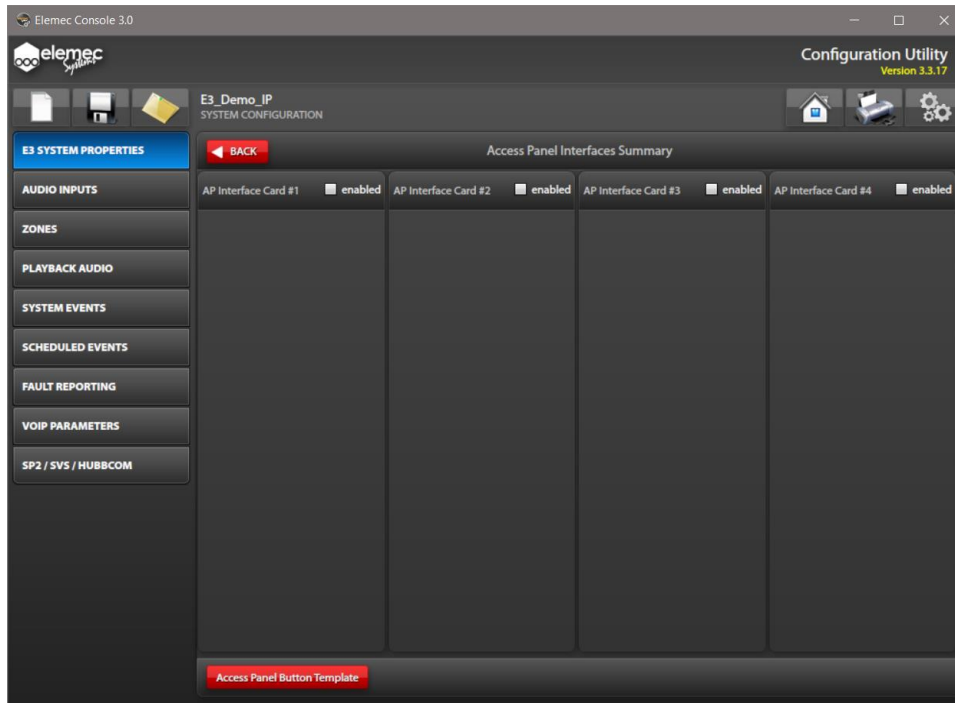 Elemec Console 3.0
elemec
Systems
Configuration Utility
Version 3.3.17
E3_Demo_IP
SYSTEM CONFIGURATION
E3 SYSTEM PROPERTIES
AUDIO INPUTS
ZONES
PLAYBACK AUDIO
SYSTEM EVENTS
SCHEDULED EVENTS
FAULT REPORTING
VOIP PARAMETERS
SP2 / SVS / HUBBCOM
BACK
Access Panel Interfaces Summary
AP Interface Card #1 enabled
AP Interface Card #2 enabled
AP Interface Card #3 enabled
AP Interface Card #4 enabled
Access Panel Button Template